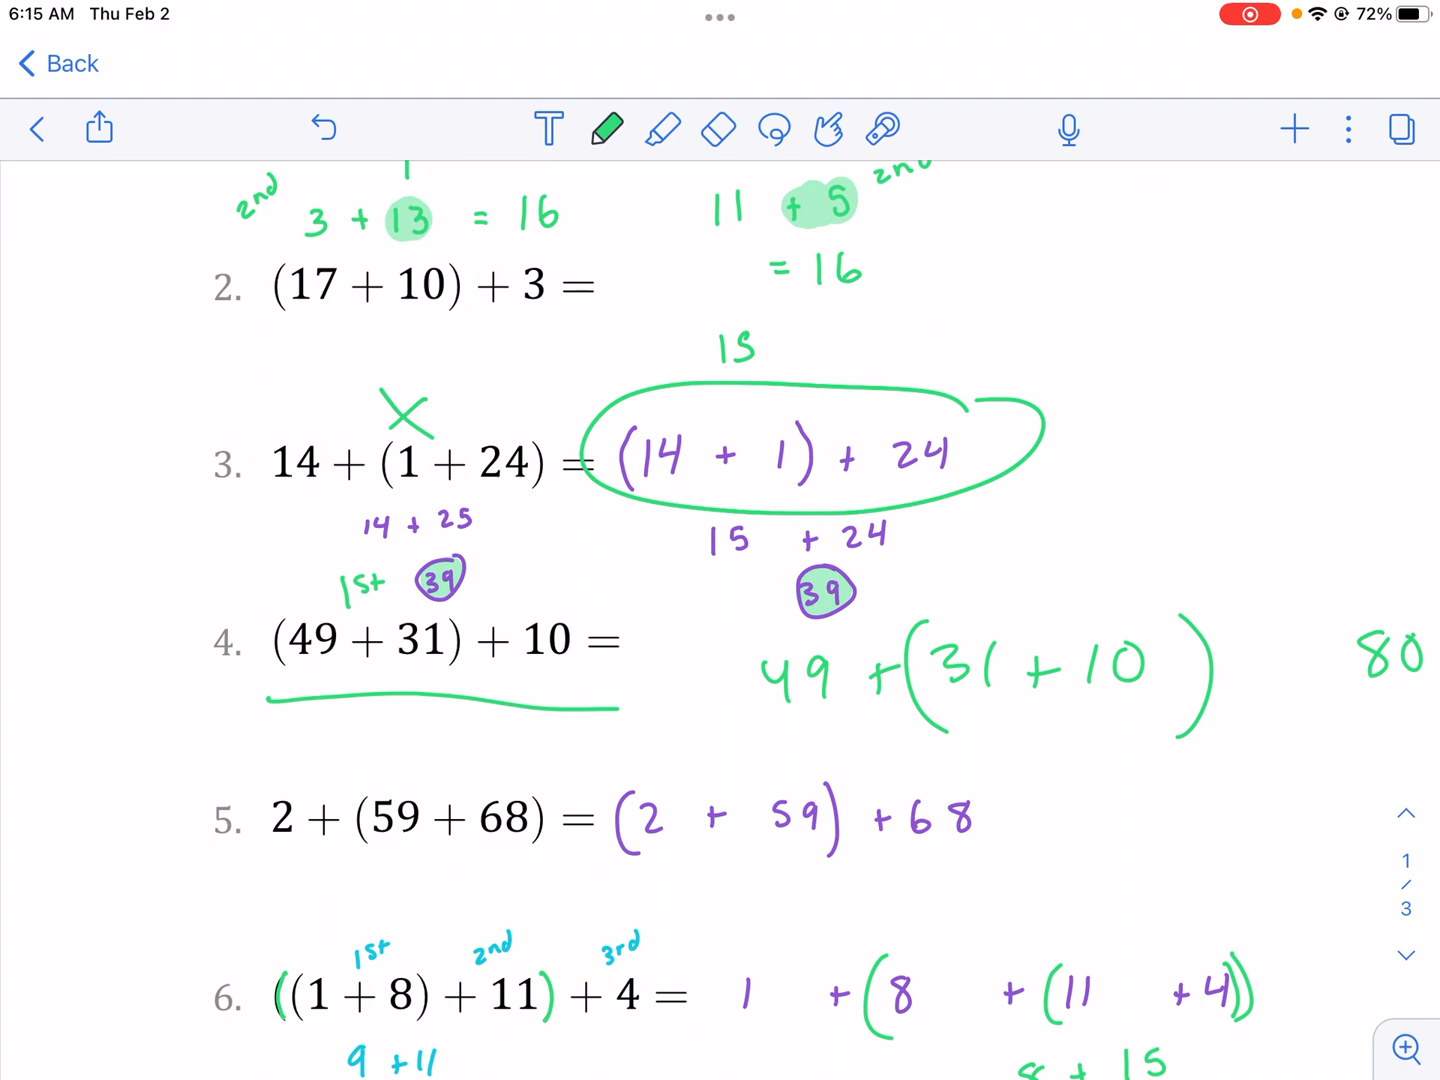 6:15 AM Thu Feb 2
72%
Back
1
2nd
3 + 13 = 16
11 + 5
2nd
= 16
2. (17 + 10) + 3 =
15
X
3. 14 + (1 + 24) = (14 + 1) + 24
14 + 25
15 + 24
1st
39
39
4. (49 + 31) + 10 =
49 + (31 + 10)
80
5. 2 + (59 + 68) = (2 + 59) + 68
1
/
3
1st 2nd 3rd
6. ((1 + 8) + 11) + 4 = 1 + (8 + (11 + 4))
9 + 11
8 + 15